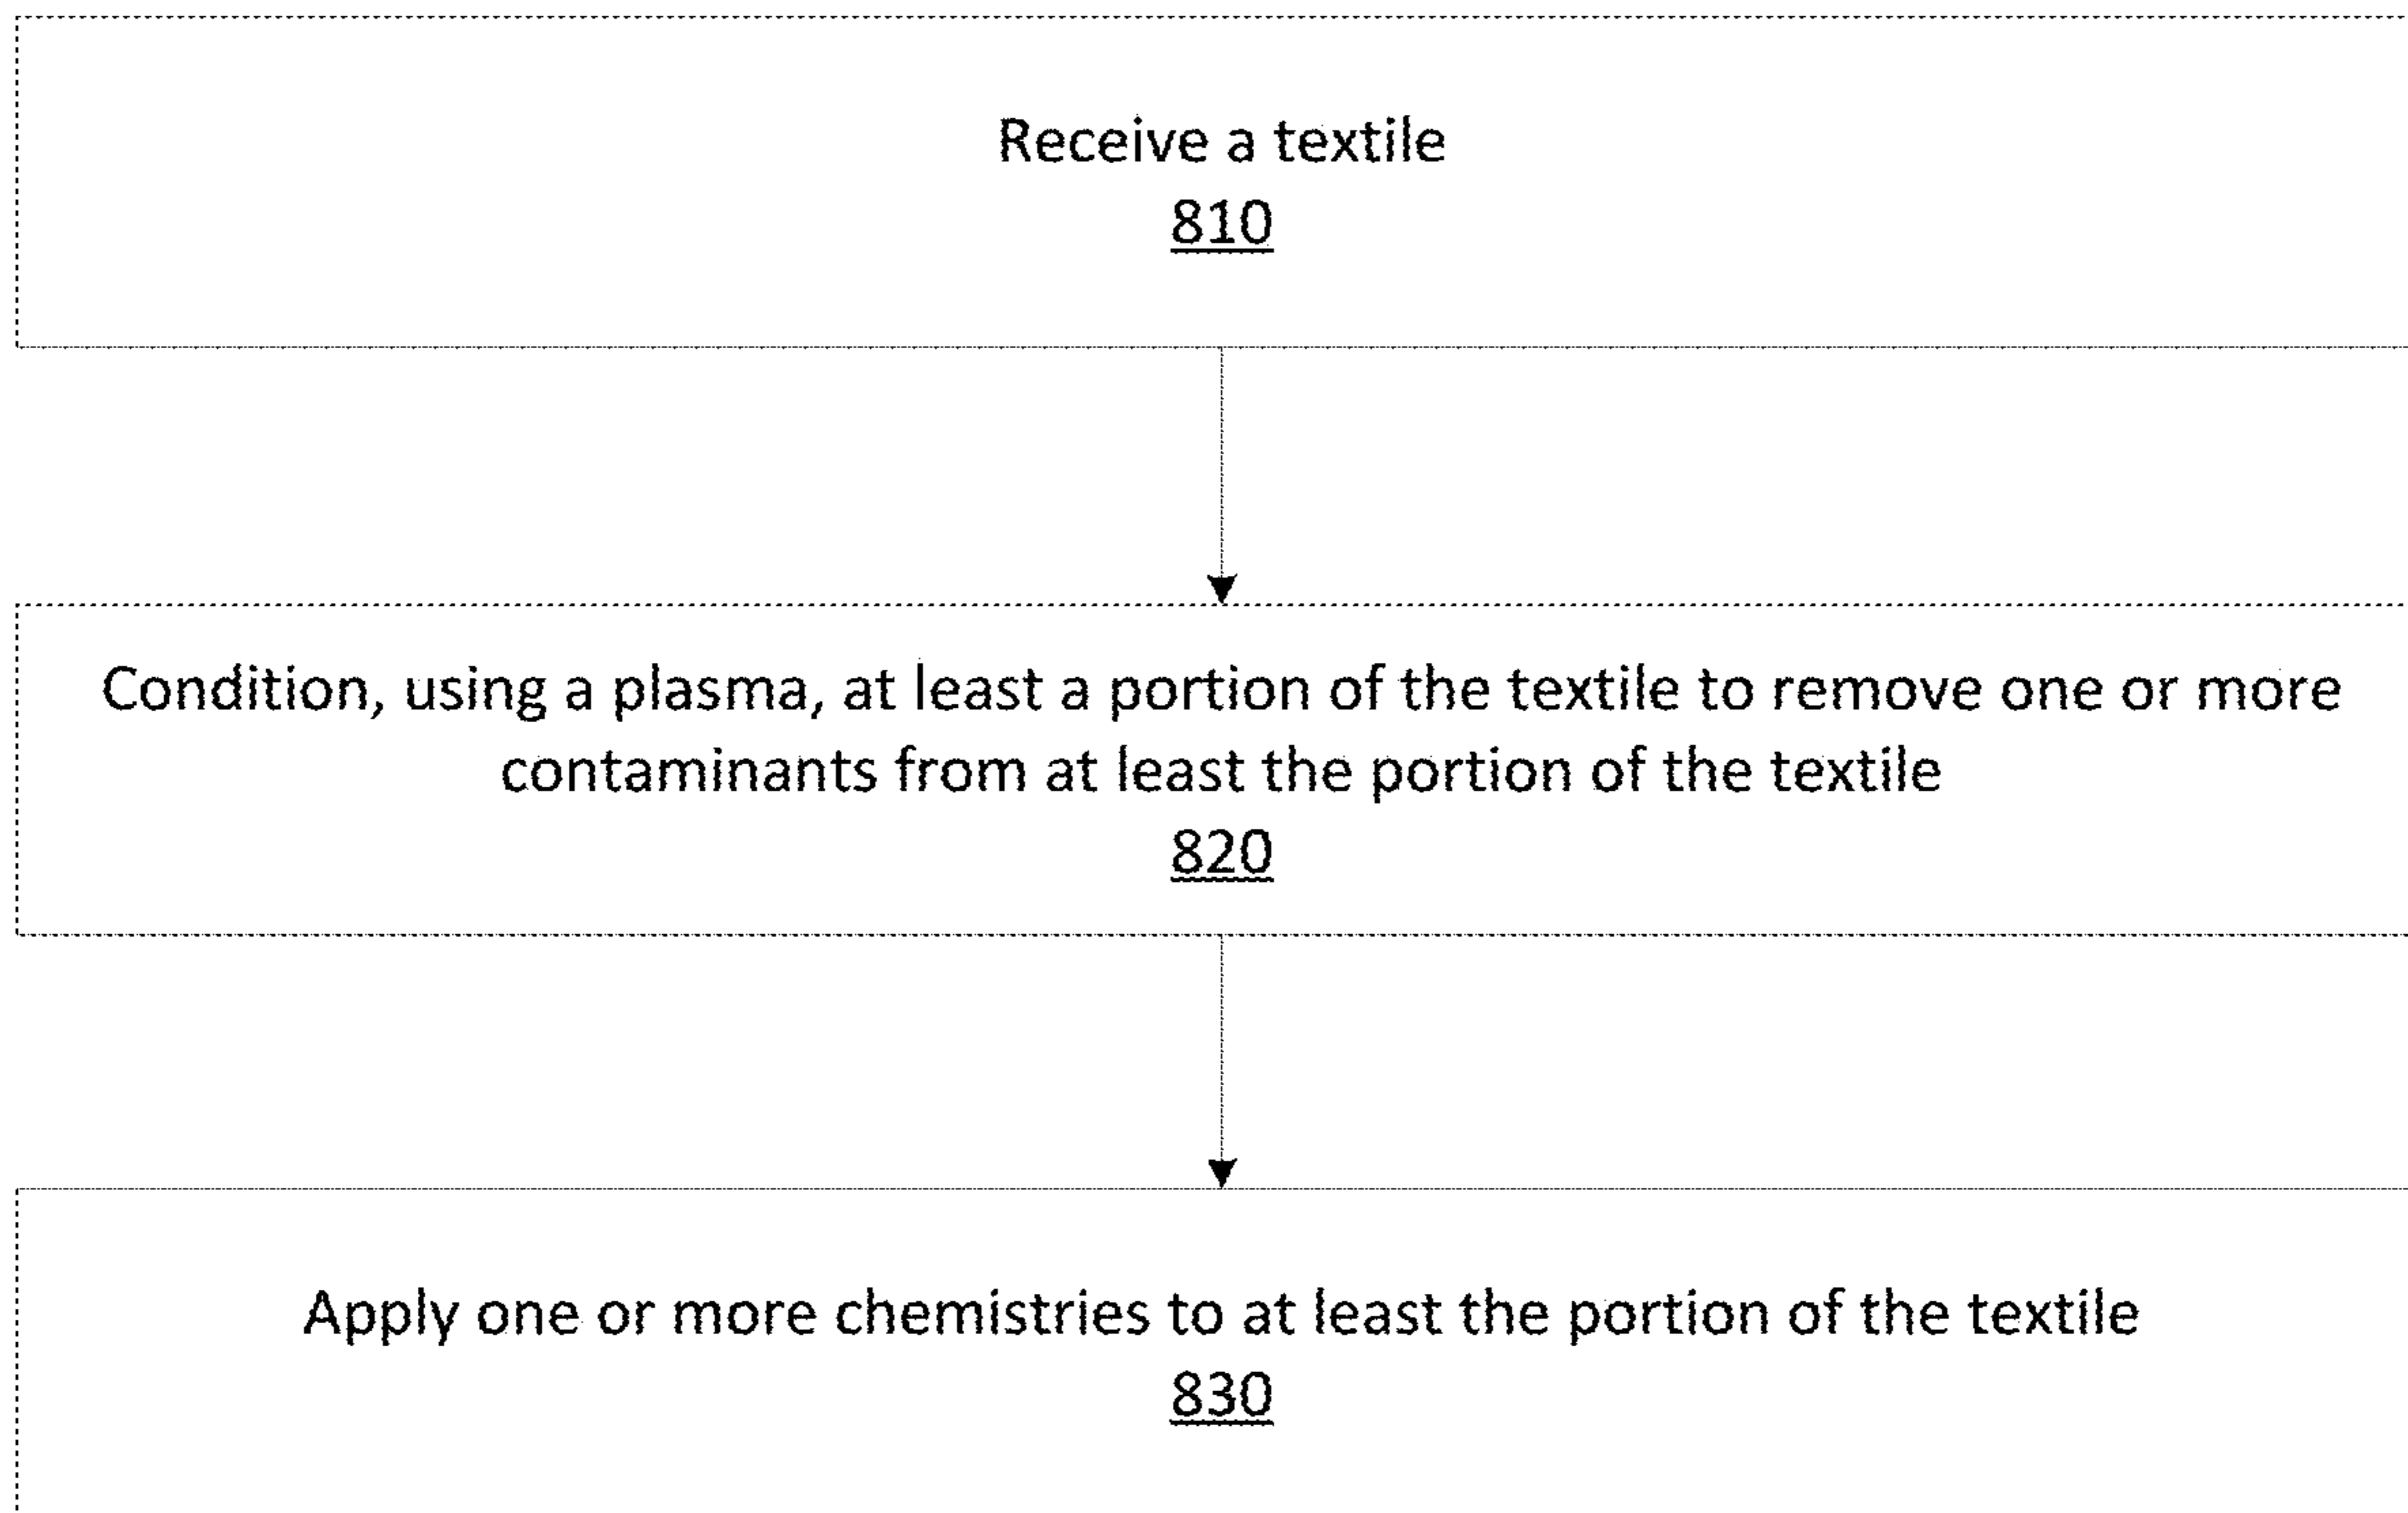 Receive a textile
810
Condition, using a plasma, at least a portion of the textile to remove one or more
contaminants from at least the portion of the textile
820
Apply one or more chemistries to at least the portion of the textile
830